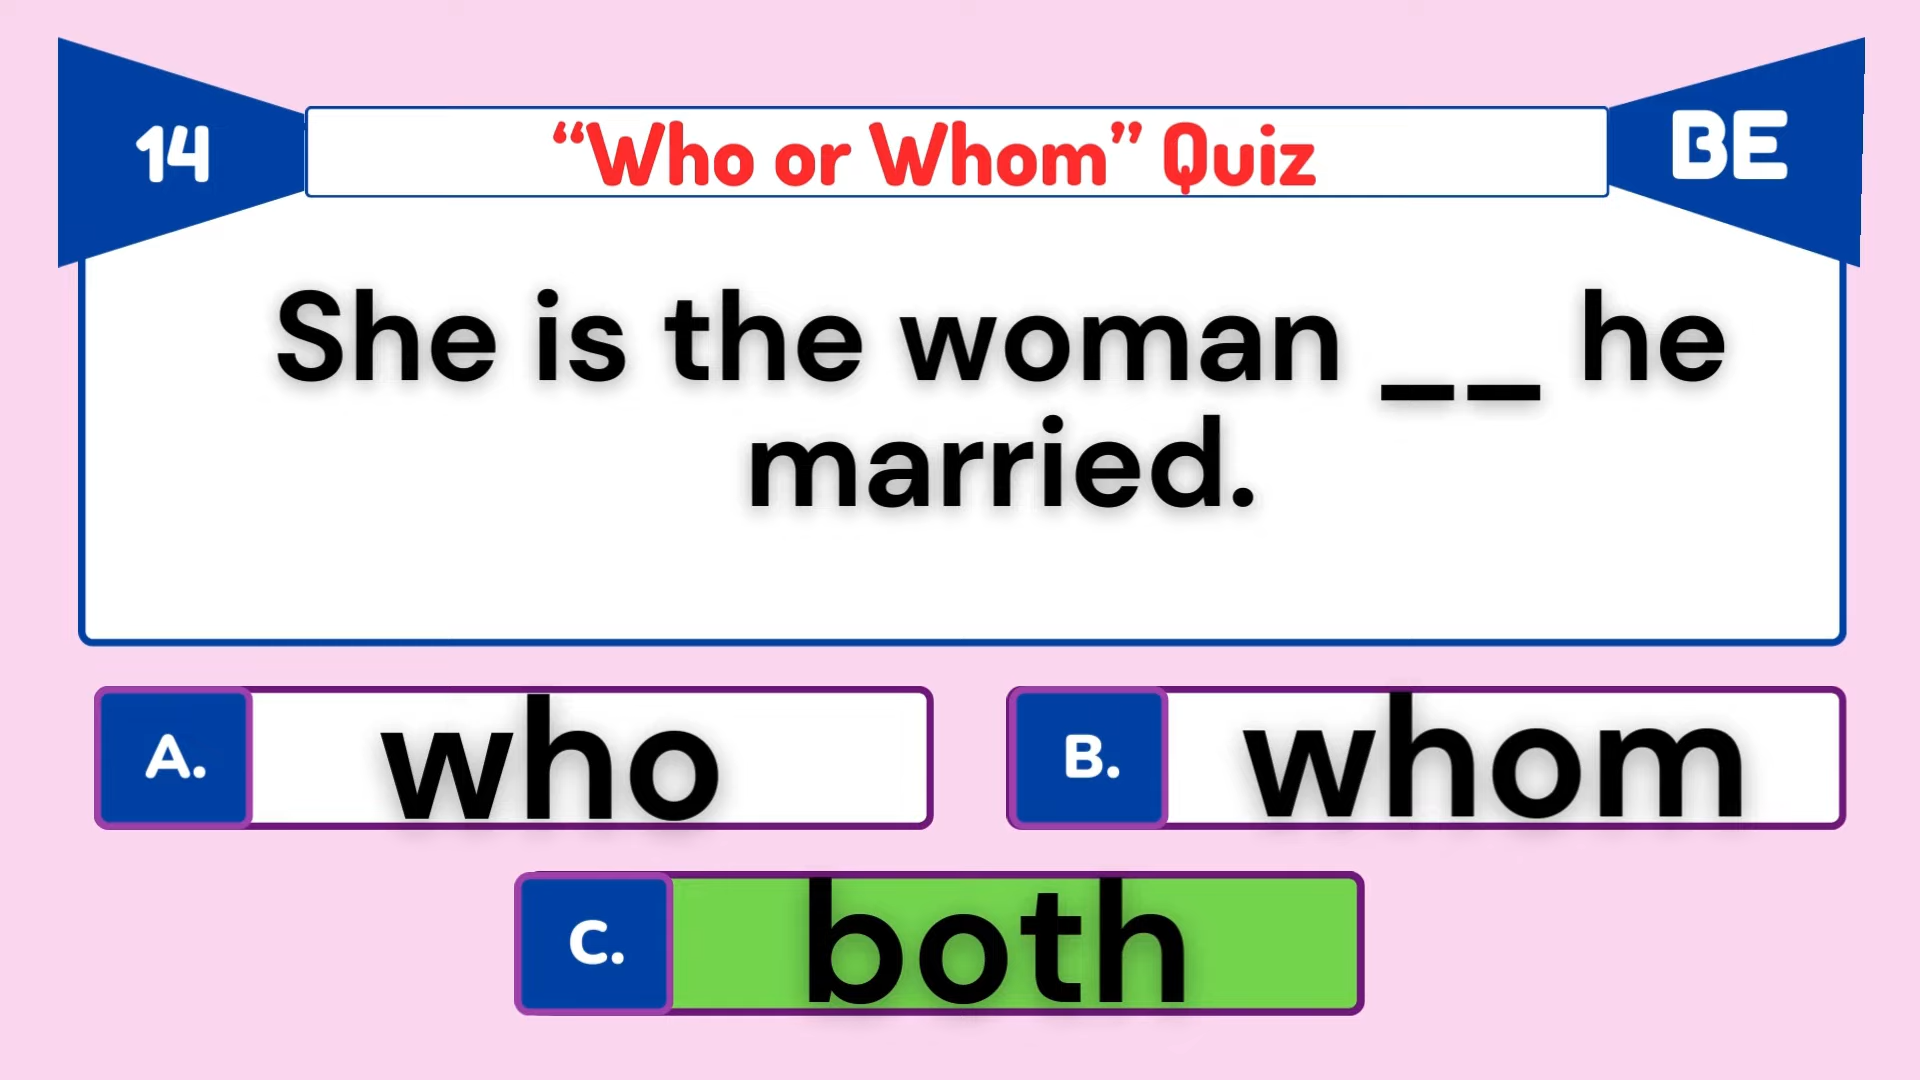 14
“Who or Whom” Quiz
BE
She is the woman __ he
married.
A. who
B. whom
C. both